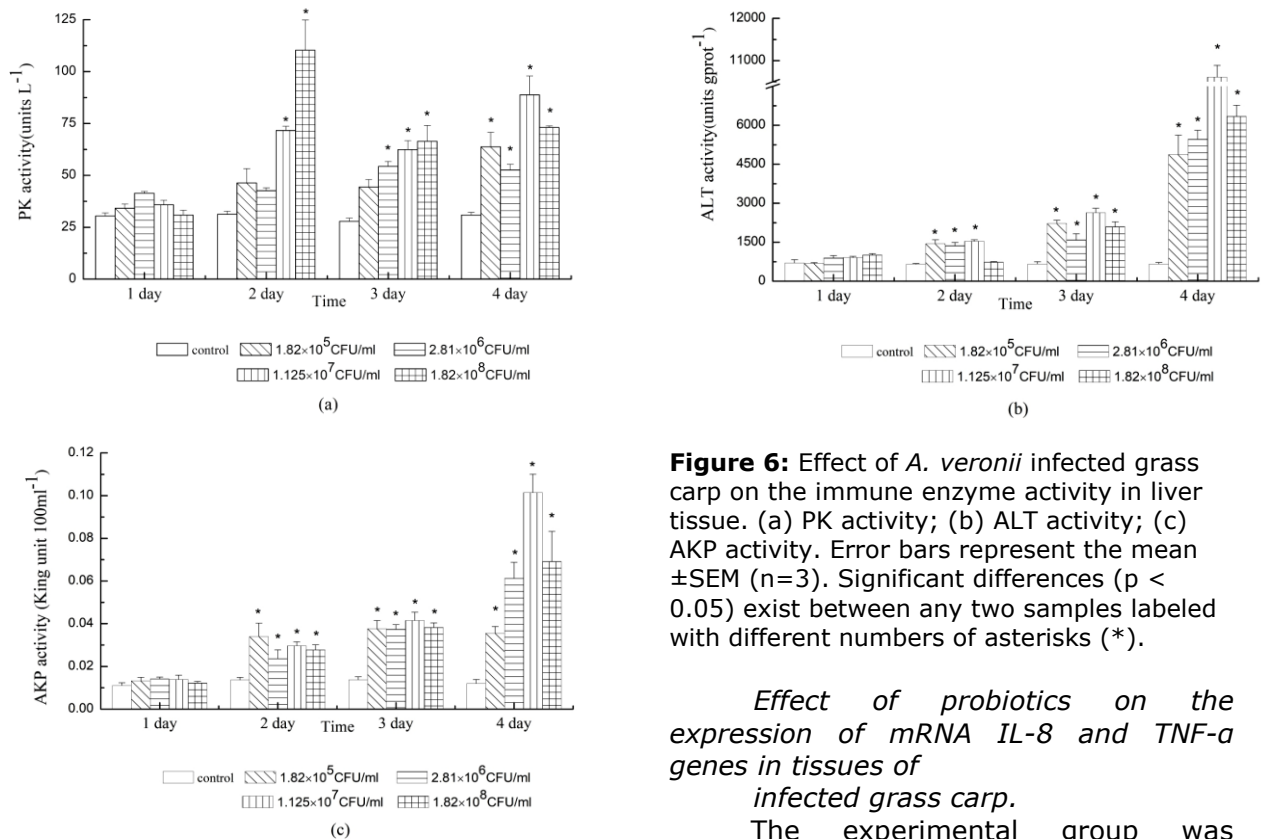 125
100
75
50
25
0
PK activity(units L⁻¹)
* * * * * * * *
1 day 2 day 3 day 4 day
Time
control 1.82×10⁵CFU/ml 2.81×10⁶CFU/ml
1.125×10⁷CFU/ml 1.82×10⁸CFU/ml
(a)
12000
11000
6000
4500
3000
1500
0
ALT activity(units gprot⁻¹)
* * * * * * * * * * *
1 day 2 day 3 day 4 day
Time
control 1.82×10⁵CFU/ml 2.81×10⁶CFU/ml
1.125×10⁷CFU/ml 1.82×10⁸CFU/ml
(b)
0.12
0.10
0.08
0.06
0.04
0.02
0.00
AKP activity (King unit 100ml⁻¹)
* * * * * * * * * * * *
1 day 2 day 3 day 4 day
Time
control 1.82×10⁵CFU/ml 2.81×10⁶CFU/ml
1.125×10⁷CFU/ml 1.82×10⁸CFU/ml
(c)
Figure 6: Effect of A. veronii infected grass
carp on the immune enzyme activity in liver
tissue. (a) PK activity; (b) ALT activity; (c)
AKP activity. Error bars represent the mean
±SEM (n=3). Significant differences (p <
0.05) exist between any two samples labeled
with different numbers of asterisks (*).
Effect of probiotics on the
expression of mRNA IL-8 and TNF-α
genes in tissues of
infected grass carp.
The experimental group was